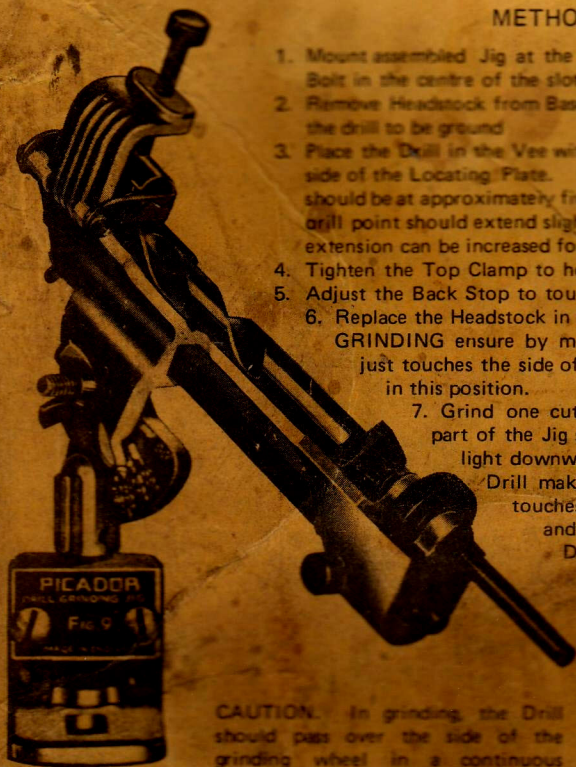 METHO
1. Mount assembled Jig at the
Bolt in the centre of the slo
2. Remove Headstock from Bas
the drill to be ground
3. Place the Drill in the Vee wi
side of the Locating Plate.
should be at approximately fi
drill point should extend slig
extension can be increased fo
4. Tighten the Top Clamp to h
5. Adjust the Back Stop to tou
6. Replace the Headstock in
GRINDING ensure by m
just touches the side of
in this position.
7. Grind one cut
part of the Jig
light downw
Drill mak
touche
and
D
PICADOR
DRILL GRINDING JIG
FIG 9
CAUTION. In grinding, the Drill
should pass over the side of the
grinding wheel in a continuous